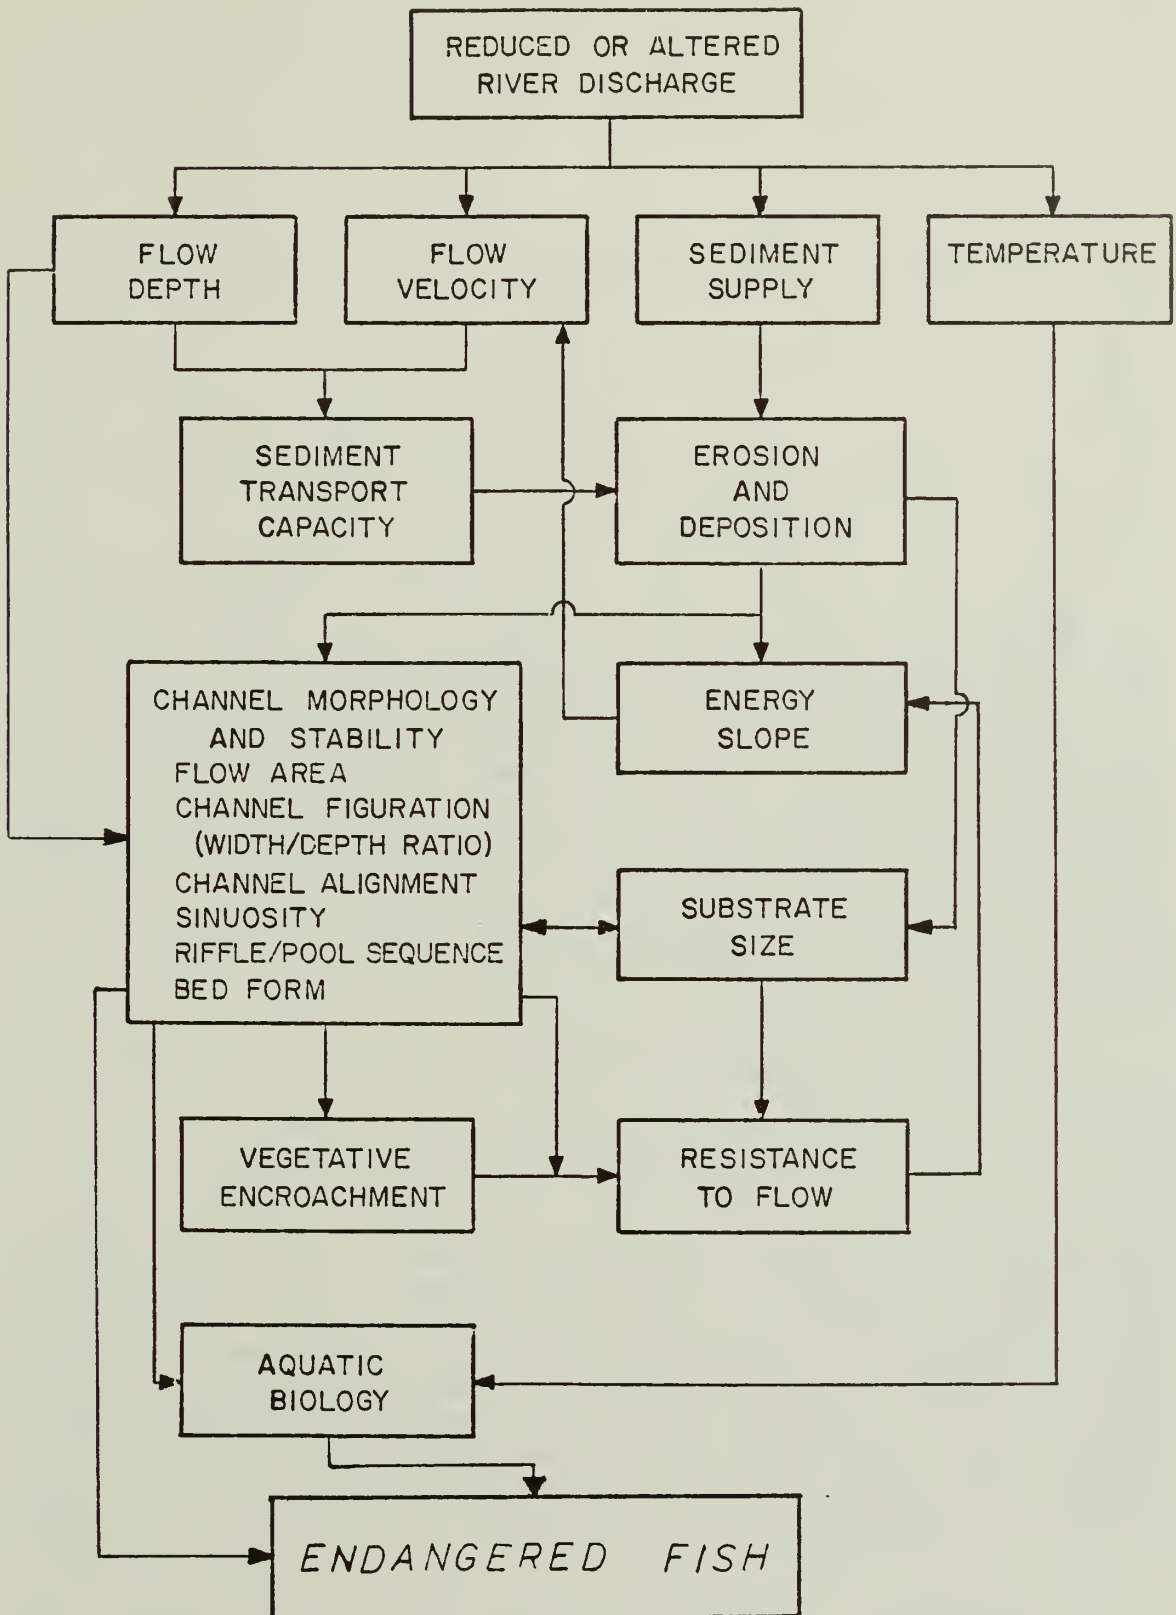 REDUCED OR ALTERED
RIVER DISCHARGE
FLOW
DEPTH
FLOW
VELOCITY
SEDIMENT
SUPPLY
TEMPERATURE
SEDIMENT
TRANSPORT
CAPACITY
EROSION
AND
DEPOSITION
CHANNEL MORPHOLOGY
AND STABILITY
FLOW AREA
CHANNEL FIGURATION
(WIDTH/DEPTH RATIO)
CHANNEL ALIGNMENT
SINUOSITY
RIFFLE/POOL SEQUENCE
BED FORM
ENERGY
SLOPE
SUBSTRATE
SIZE
VEGETATIVE
ENCROACHMENT
RESISTANCE
TO FLOW
AQUATIC
BIOLOGY
ENDANGERED FISH